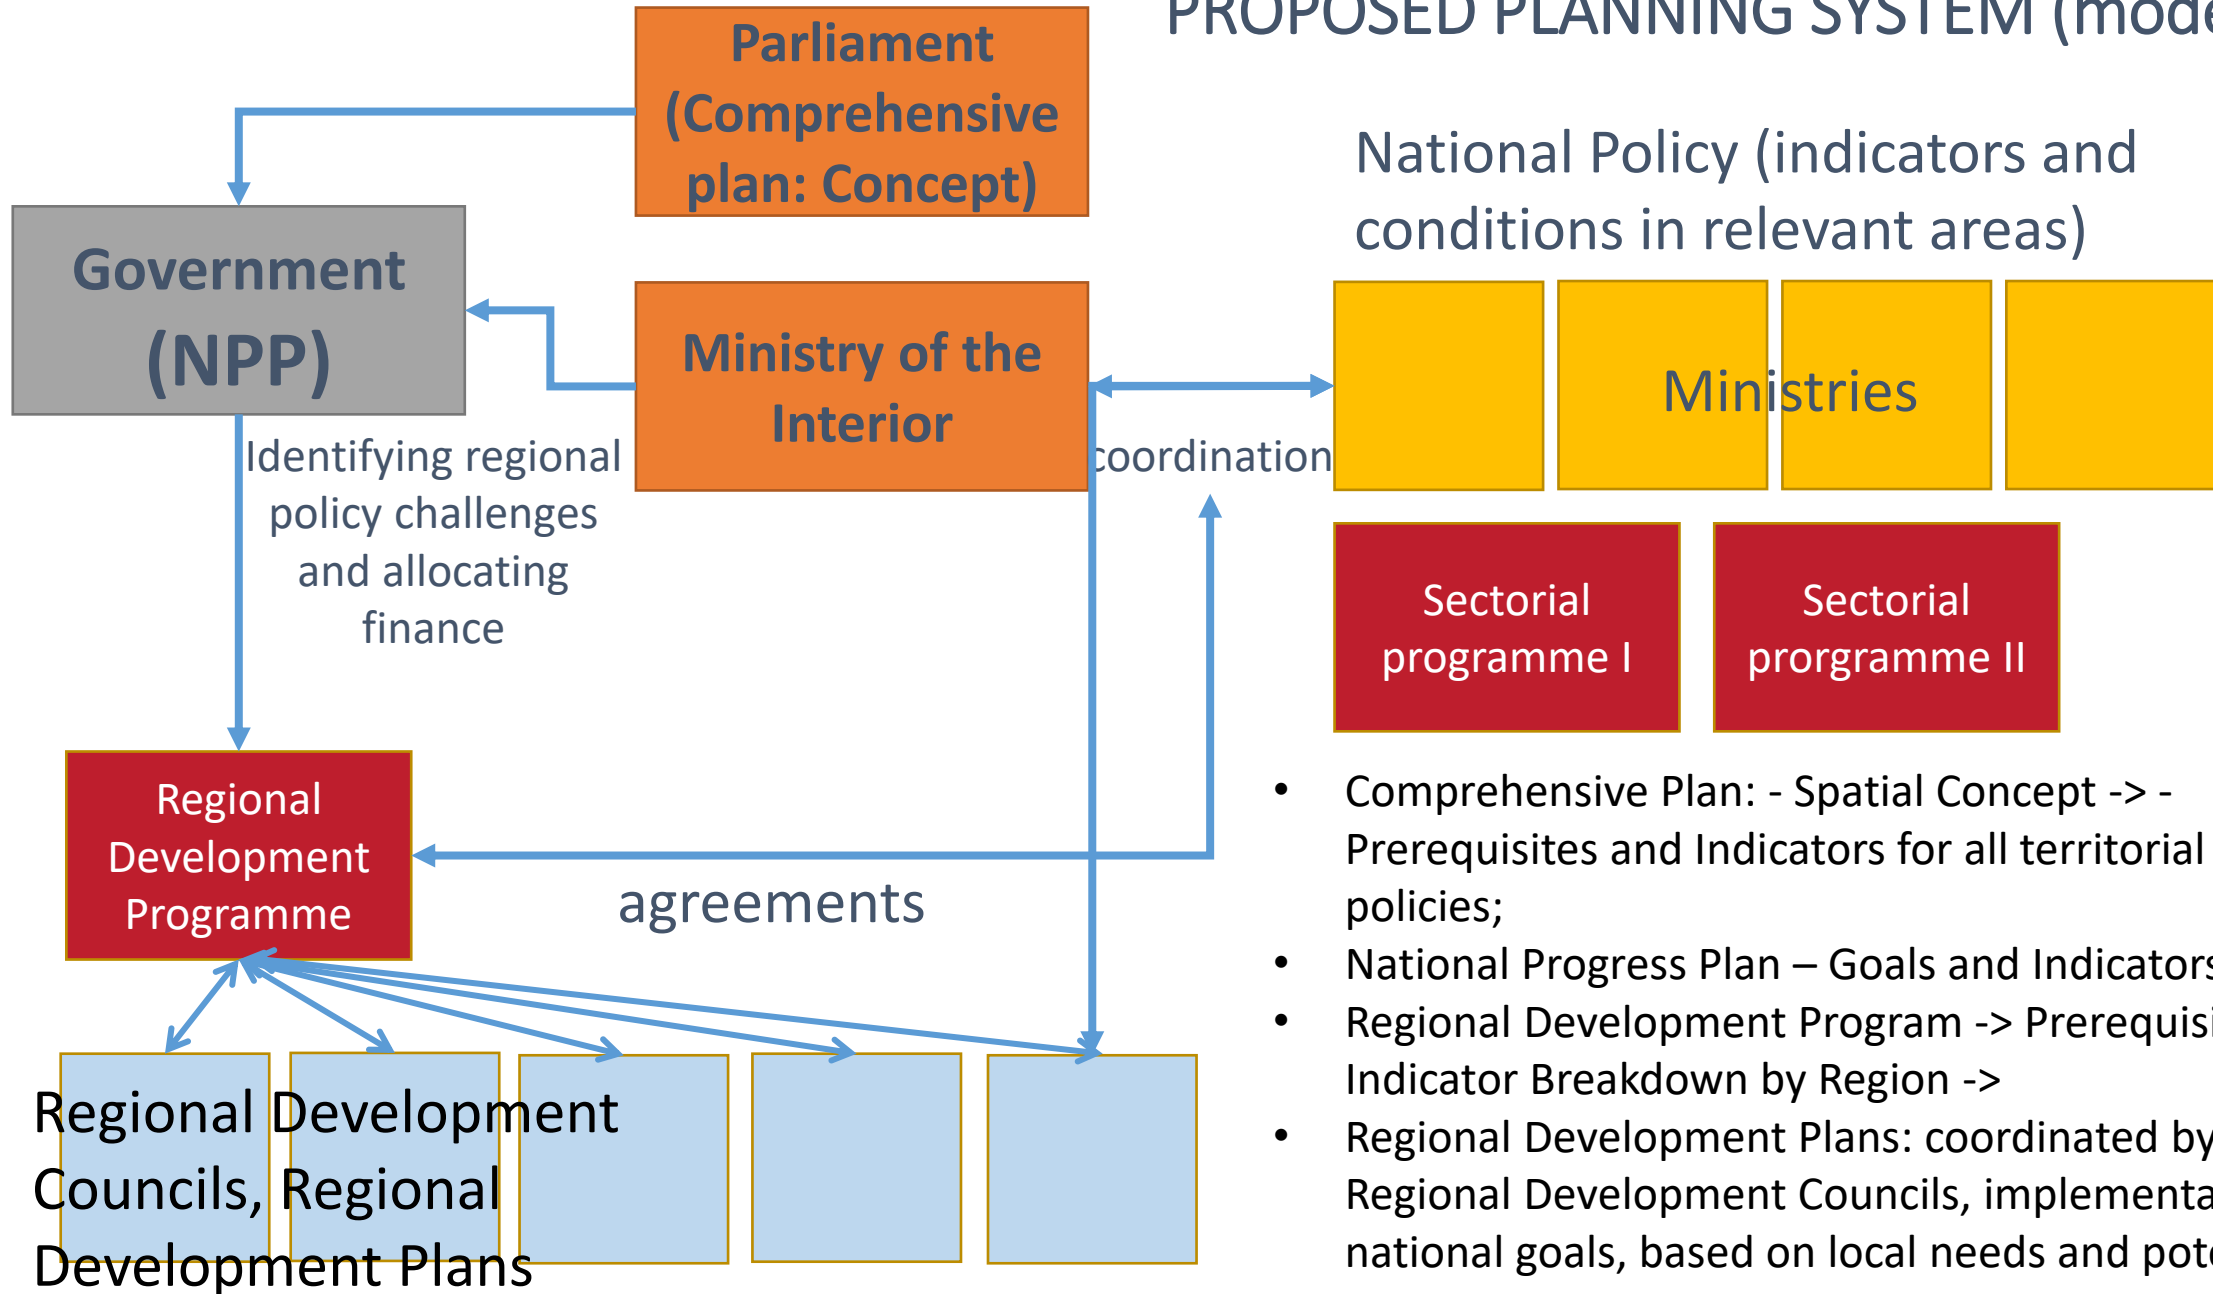 PROPOSED PLANNING SYSTEM (mode
Parliament
(Comprehensive
plan: Concept)
National Policy (indicators and
conditions in relevant areas)
Government
(NPP)
Ministry of the
Interior
Ministries
coordination
Identifying regional
policy challenges
and allocating
finance
Sectorial
programme I
Sectorial
prorgramme II
Regional
Development
Programme
agreements
• Comprehensive Plan: - Spatial Concept -> -
Prerequisites and Indicators for all territorial
policies;
• National Progress Plan – Goals and Indicators
• Regional Development Program -> Prerequisi
Indicator Breakdown by Region ->
• Regional Development Plans: coordinated by
Regional Development Councils, implementa
national goals, based on local needs and pote
Regional Development
Councils, Regional
Development Plans